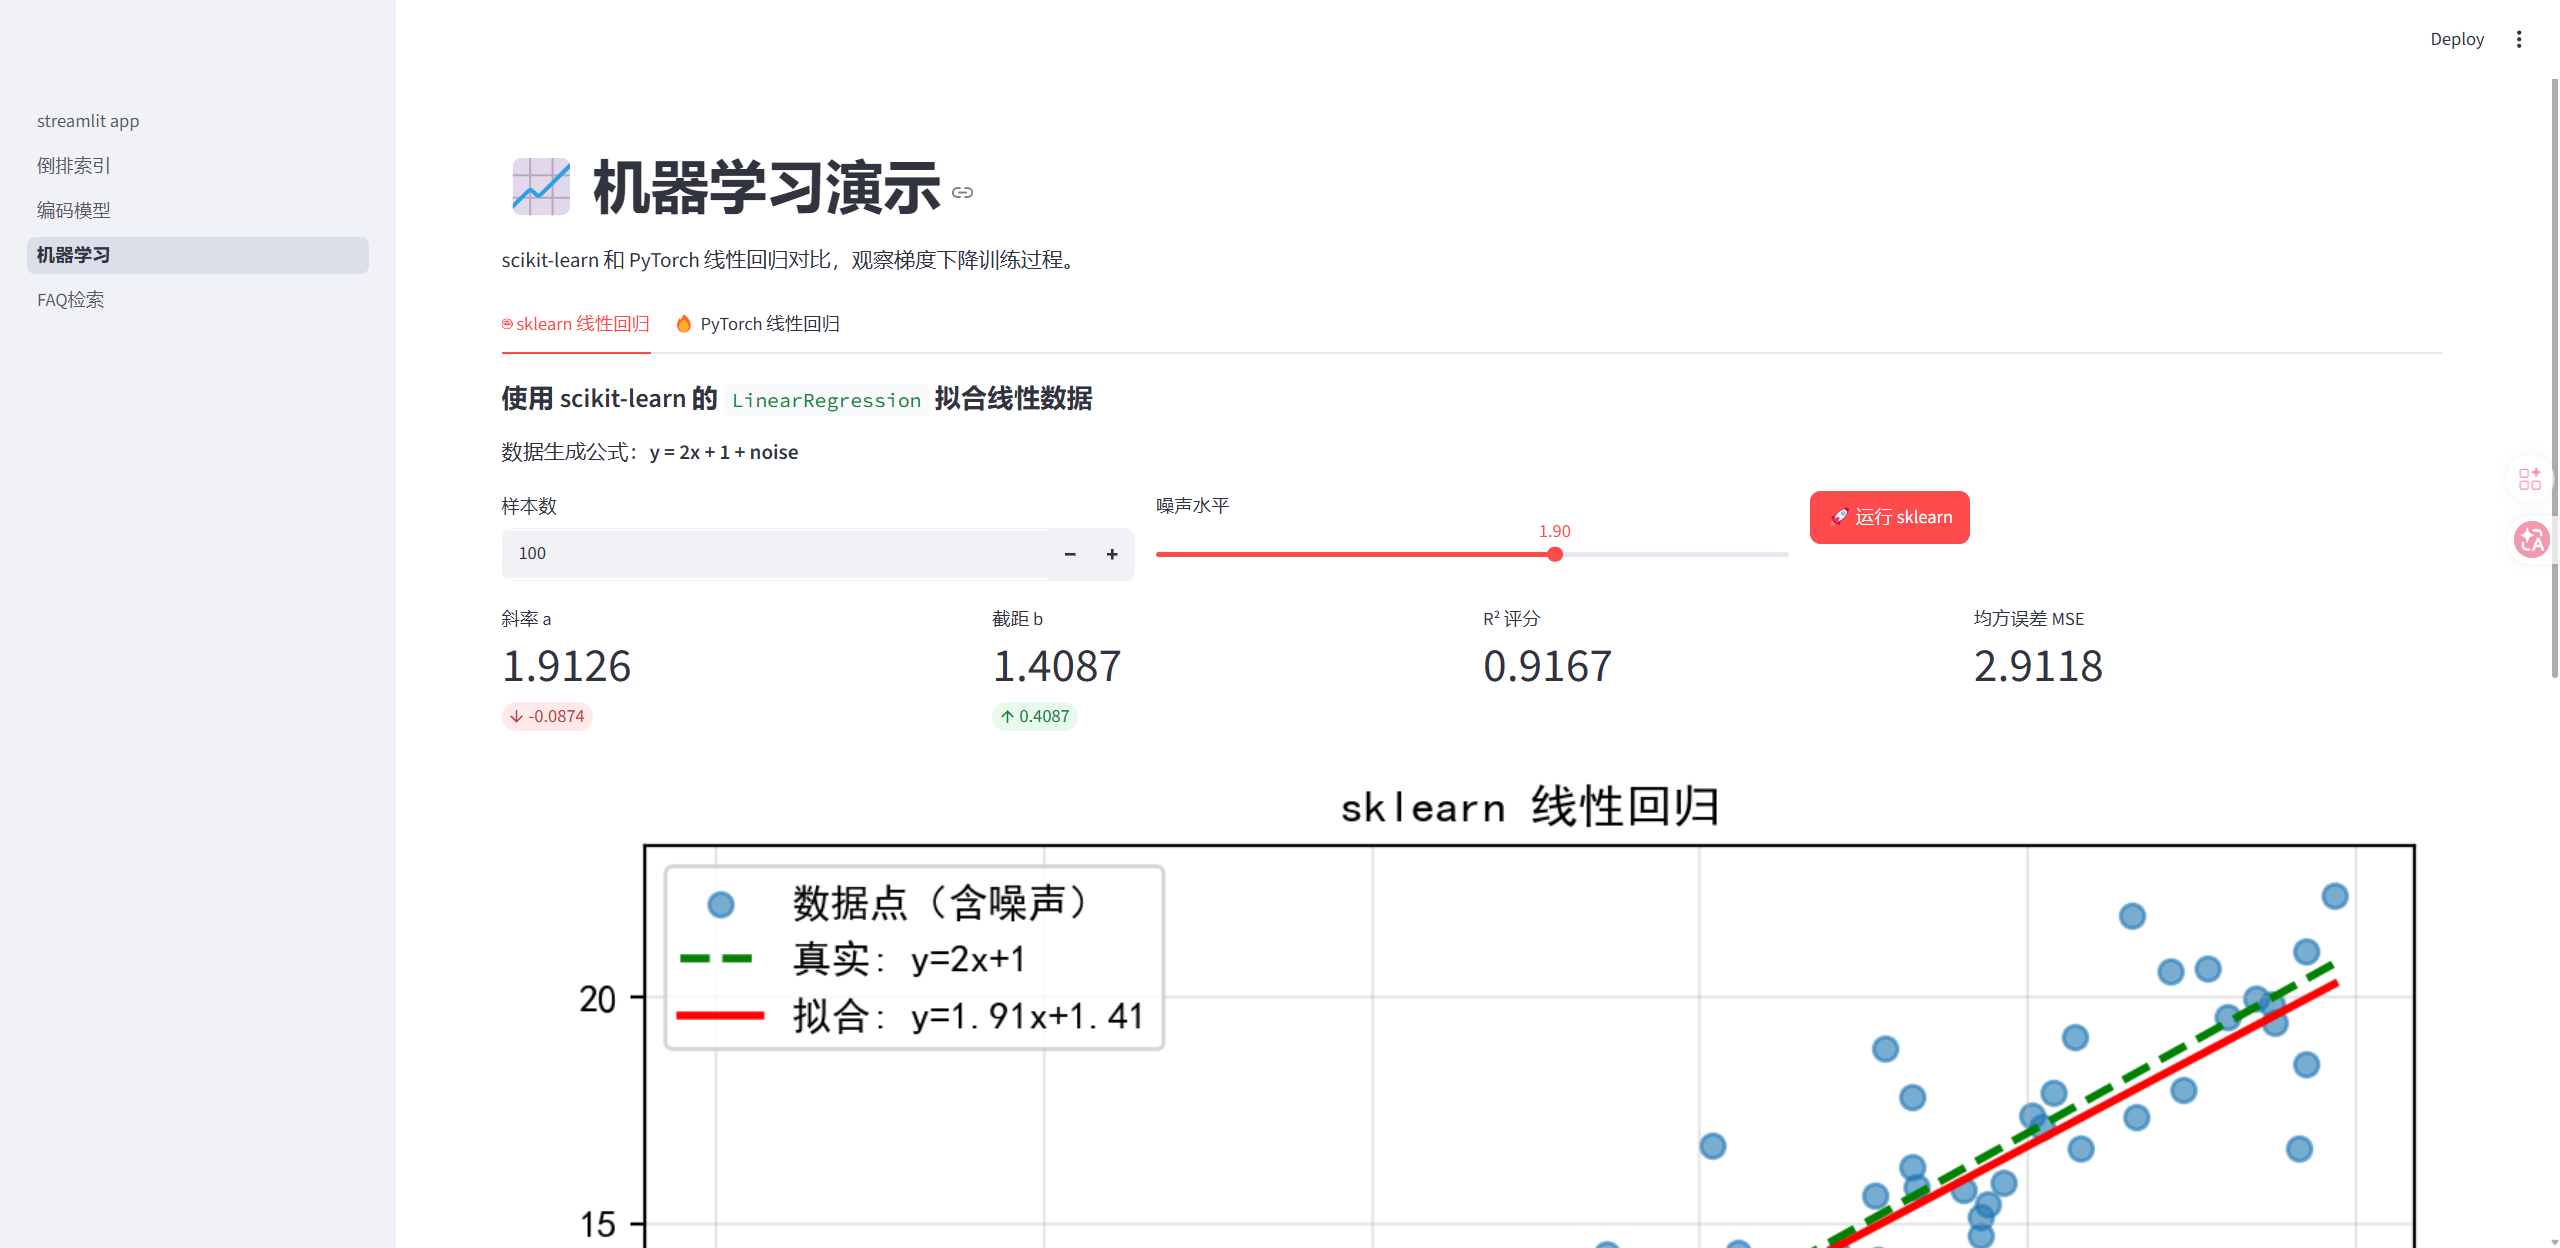 Deploy
streamlit app
倒排索引
编码模型
机器学习
FAQ检索
机器学习演示
scikit-learn 和 PyTorch 线性回归对比，观察梯度下降训练过程。
sklearn 线性回归
PyTorch 线性回归
使用 scikit-learn 的 LinearRegression 拟合线性数据
数据生成公式：y = 2x + 1 + noise
样本数
100
噪声水平
1.90
运行 sklearn
斜率 a
1.9126
-0.0874
截距 b
1.4087
0.4087
R² 评分
0.9167
均方误差 MSE
2.9118
sklearn 线性回归
数据点（含噪声）
真实: y=2x+1
拟合: y=1.91x+1.41
20
15